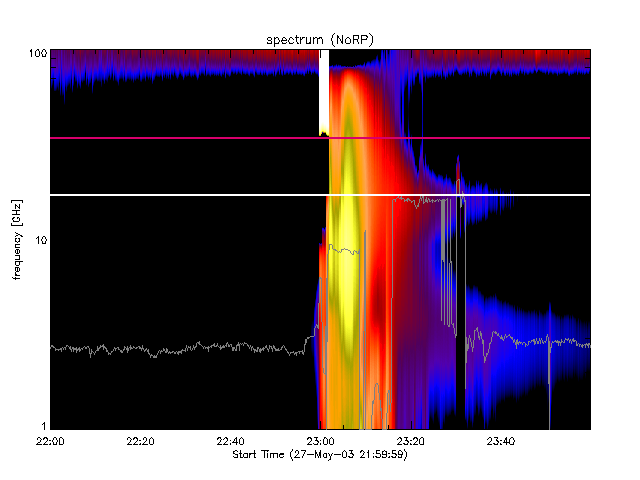 spectrum (NoRP)
100
10
1
frequency [GHz]
22:00 22:20 22:40 23:00 23:20 23:40
Start Time (27-May-03 21:59:59)